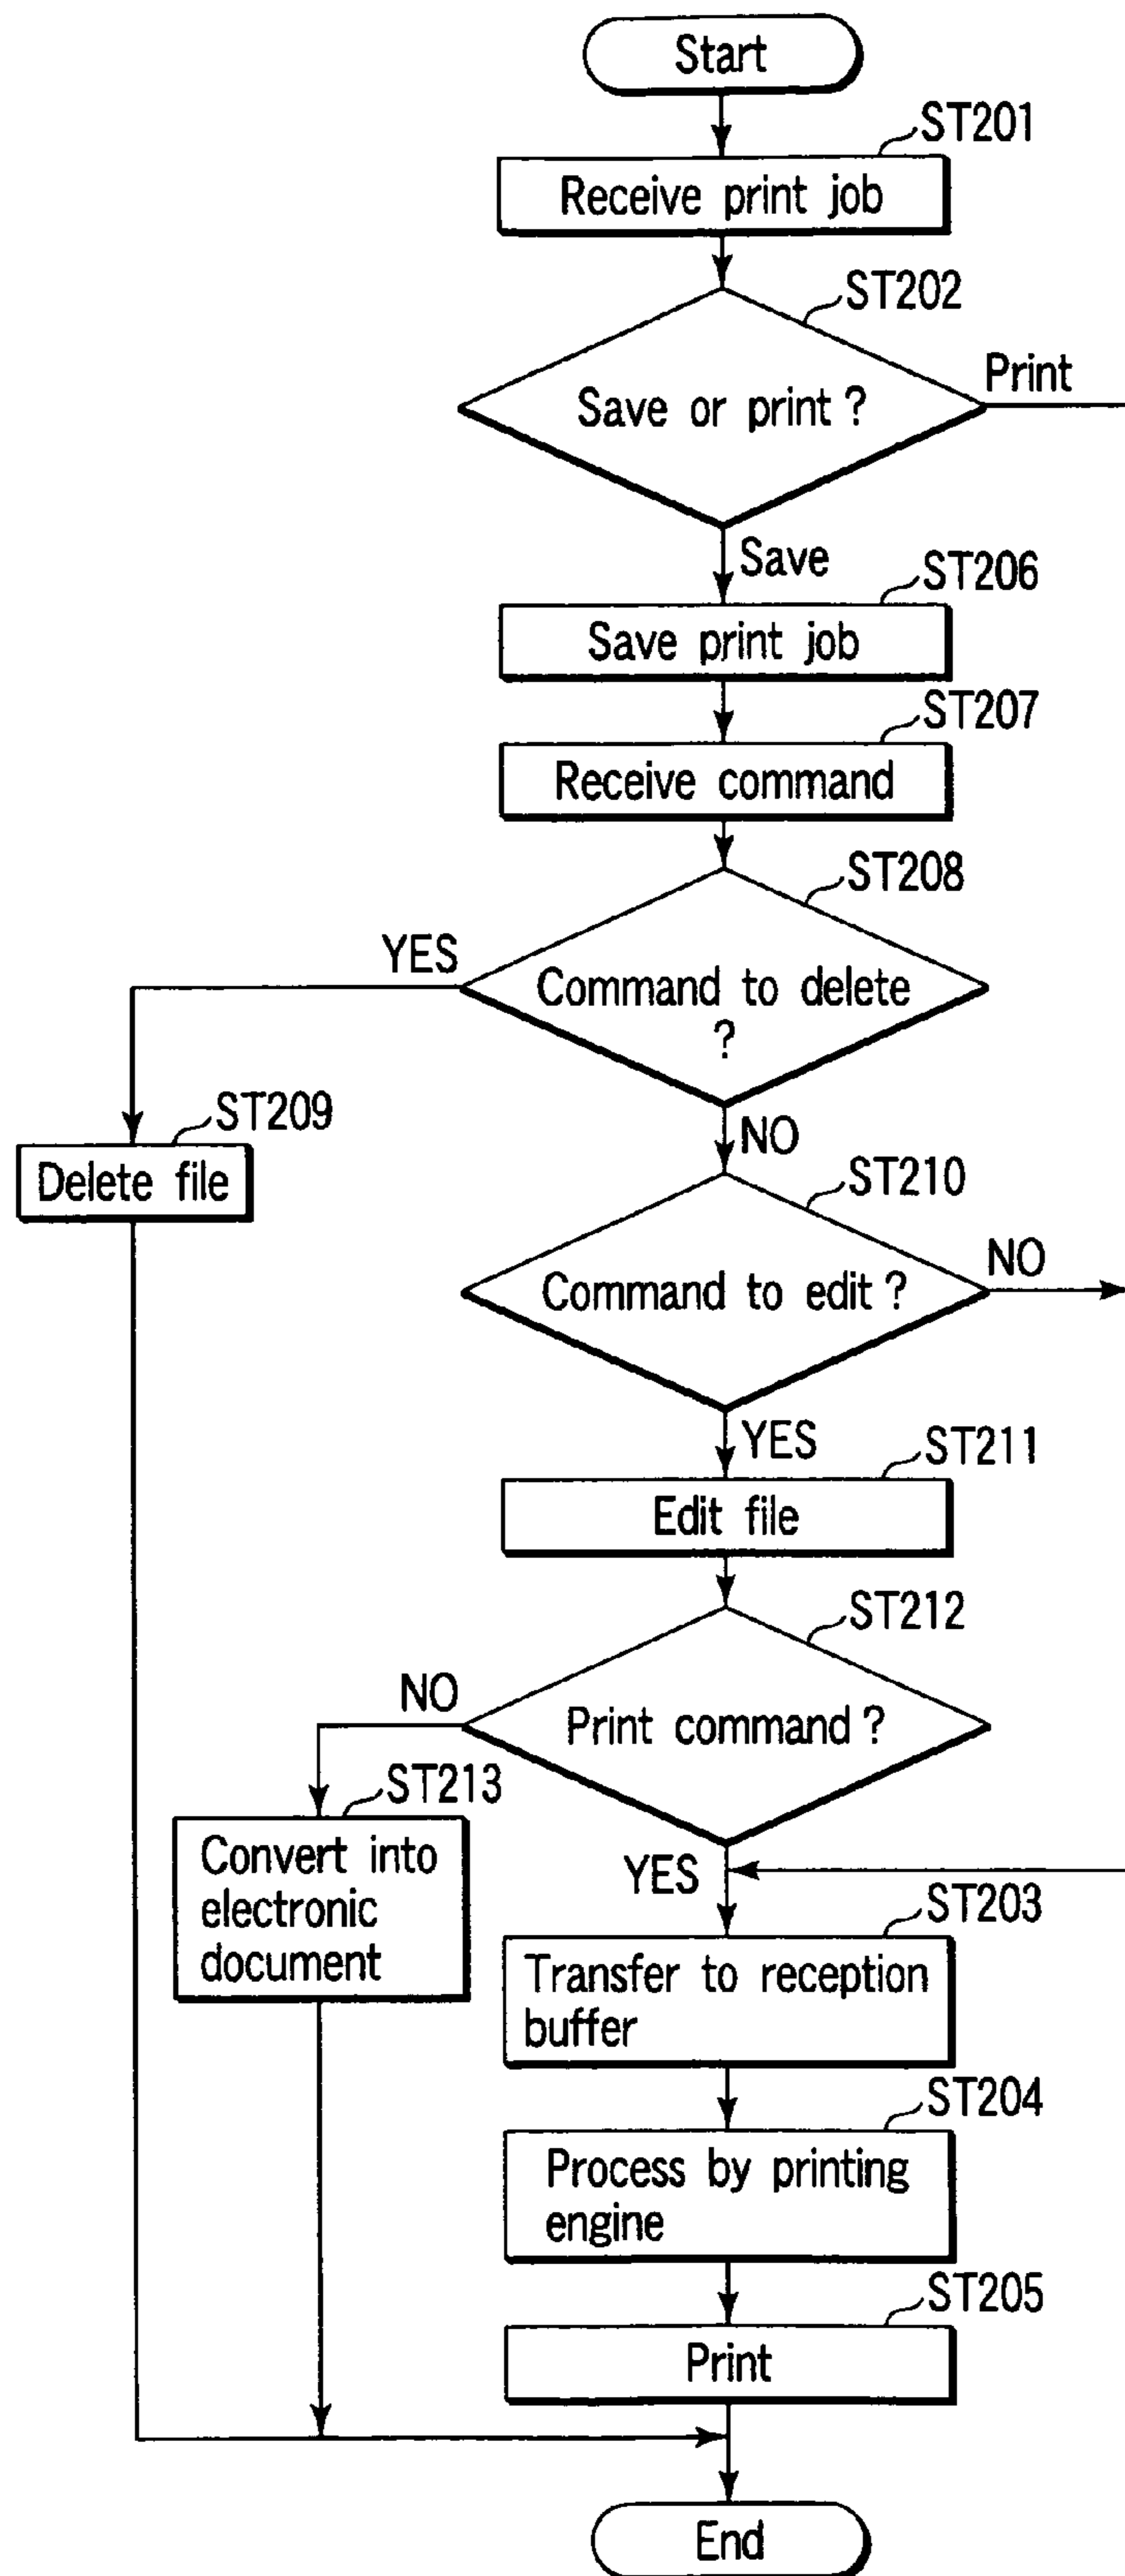 Start
ST201
Receive print job
ST202
Save or print ?
Print
Save
ST206
Save print job
ST207
Receive command
ST208
YES
Command to delete
?
ST209
NO
Delete file
ST210
Command to edit ?
NO
YES
ST211
Edit file
ST212
NO
Print command ?
ST213
Convert into
electronic
document
YES
ST203
Transfer to reception
buffer
ST204
Process by printing
engine
ST205
Print
End